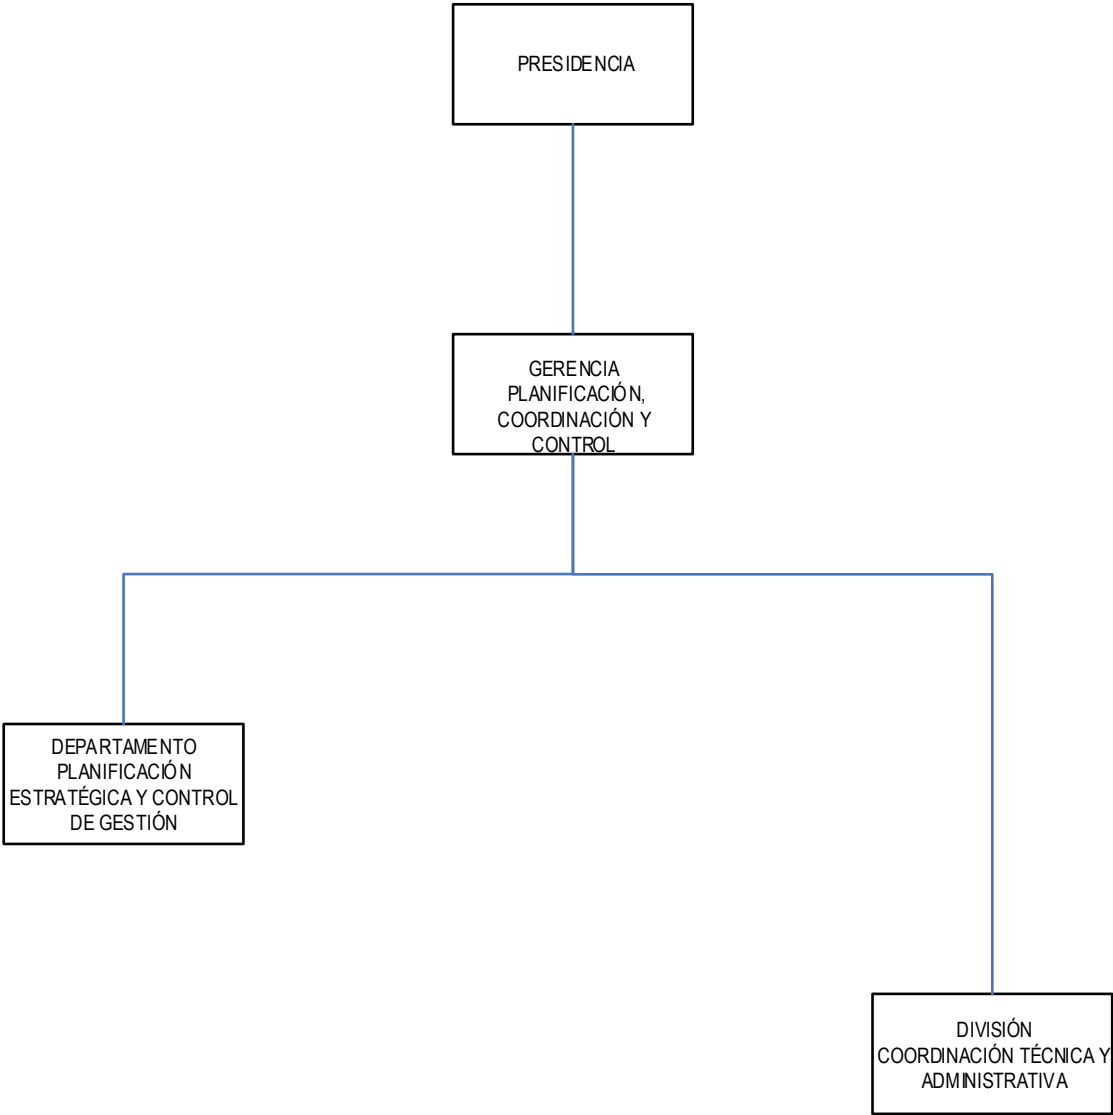 PRESIDENCIA
GERENCIA
PLANIFICACIÓN,
COORDINACIÓN Y
CONTROL
DEPARTAMENTO
PLANIFICACIÓN
ESTRATÉGICA Y CONTROL
DE GESTIÓN
DIVISIÓN
COORDINACIÓN TÉCNICA Y
ADMINISTRATIVA